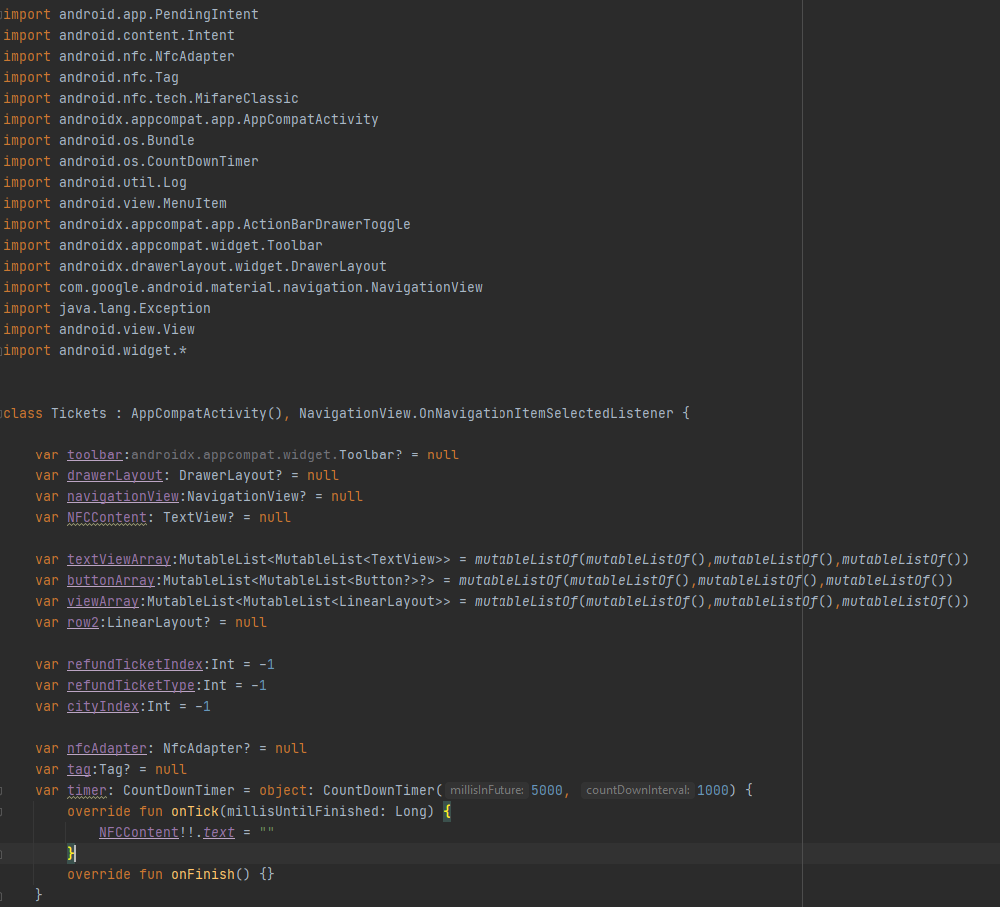 import android.app.PendingIntent
import android.content.Intent
import android.nfc.NfcAdapter
import android.nfc.Tag
import android.nfc.tech.MifareClassic
import androidx.appcompat.app.AppCompatActivity
import android.os.Bundle
import android.os.CountDownTimer
import android.util.Log
import android.view.MenuItem
import androidx.appcompat.app.ActionBarDrawerToggle
import androidx.appcompat.widget.Toolbar
import androidx.drawerlayout.widget.DrawerLayout
import com.google.android.material.navigation.NavigationView
import java.lang.Exception
import android.view.View
import android.widget.*
class Tickets : AppCompatActivity(), NavigationView.OnNavigationItemSelectedListener {
var toolbar:androidx.appcompat.widget.Toolbar? = null
var drawerLayout: DrawerLayout? = null
var navigationView:NavigationView? = null
var NFCContent: TextView? = null
var textViewArray:MutableList<MutableList<TextView>> = mutableListOf(mutableListOf(),mutableListOf(),mutableListOf())
var buttonArray:MutableList<MutableList<Button?>?> = mutableListOf(mutableListOf(),mutableListOf(),mutableListOf())
var viewArray:MutableList<MutableList<LinearLayout>> = mutableListOf(mutableListOf(),mutableListOf(),mutableListOf())
var row2:LinearLayout? = null
var refundTicketIndex:Int = -1
var refundTicketType:Int = -1
var cityIndex:Int = -1
var nfcAdapter: NfcAdapter? = null
var tag:Tag? = null
var timer: CountDownTimer = object: CountDownTimer( millisInFuture: 5000, countDownInterval: 1000) {
override fun onTick(millisUntilFinished: Long) {
NFCContent!!.text = ""
}
override fun onFinish() {}
}